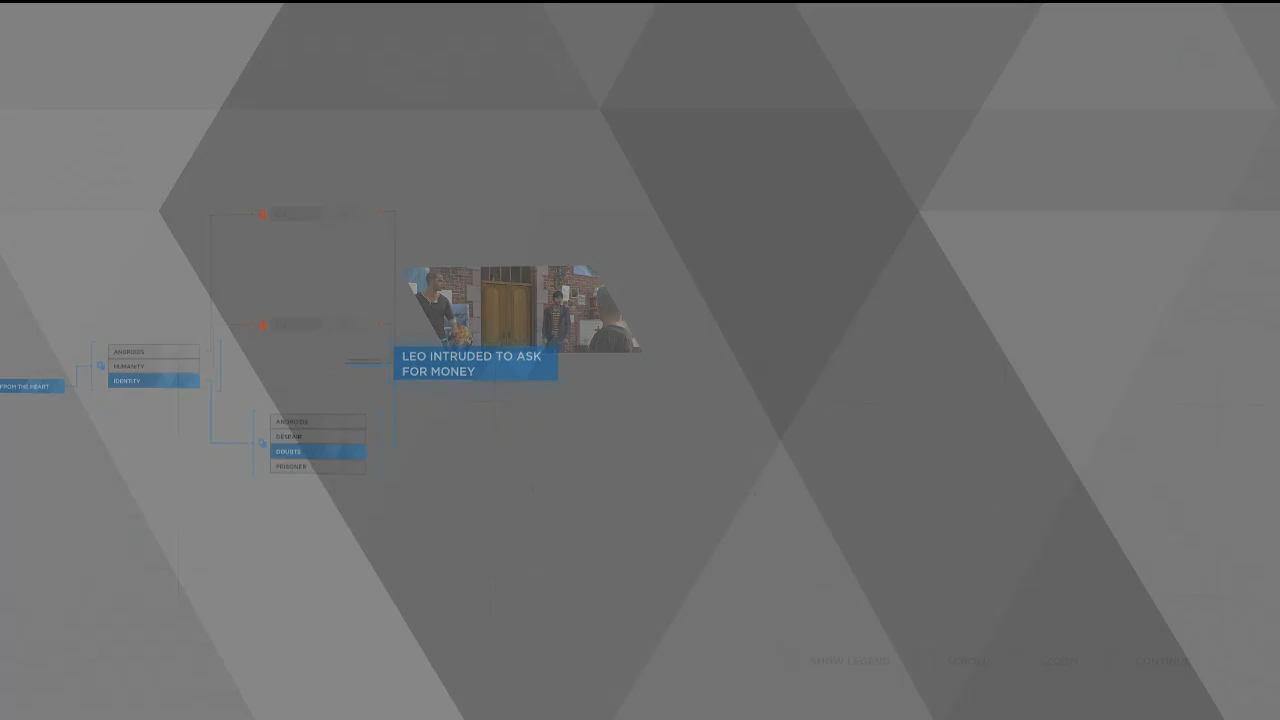 ANDROIDS
HUMANITY
IDENTITY
FROM THE HEART
LEO INTRUDED TO ASK
FOR MONEY
ANDROIDS
DESPAIR
DOUBTS
PRISONER
SHOW LEGEND
SCROLL
ZOOM
CONTINUE